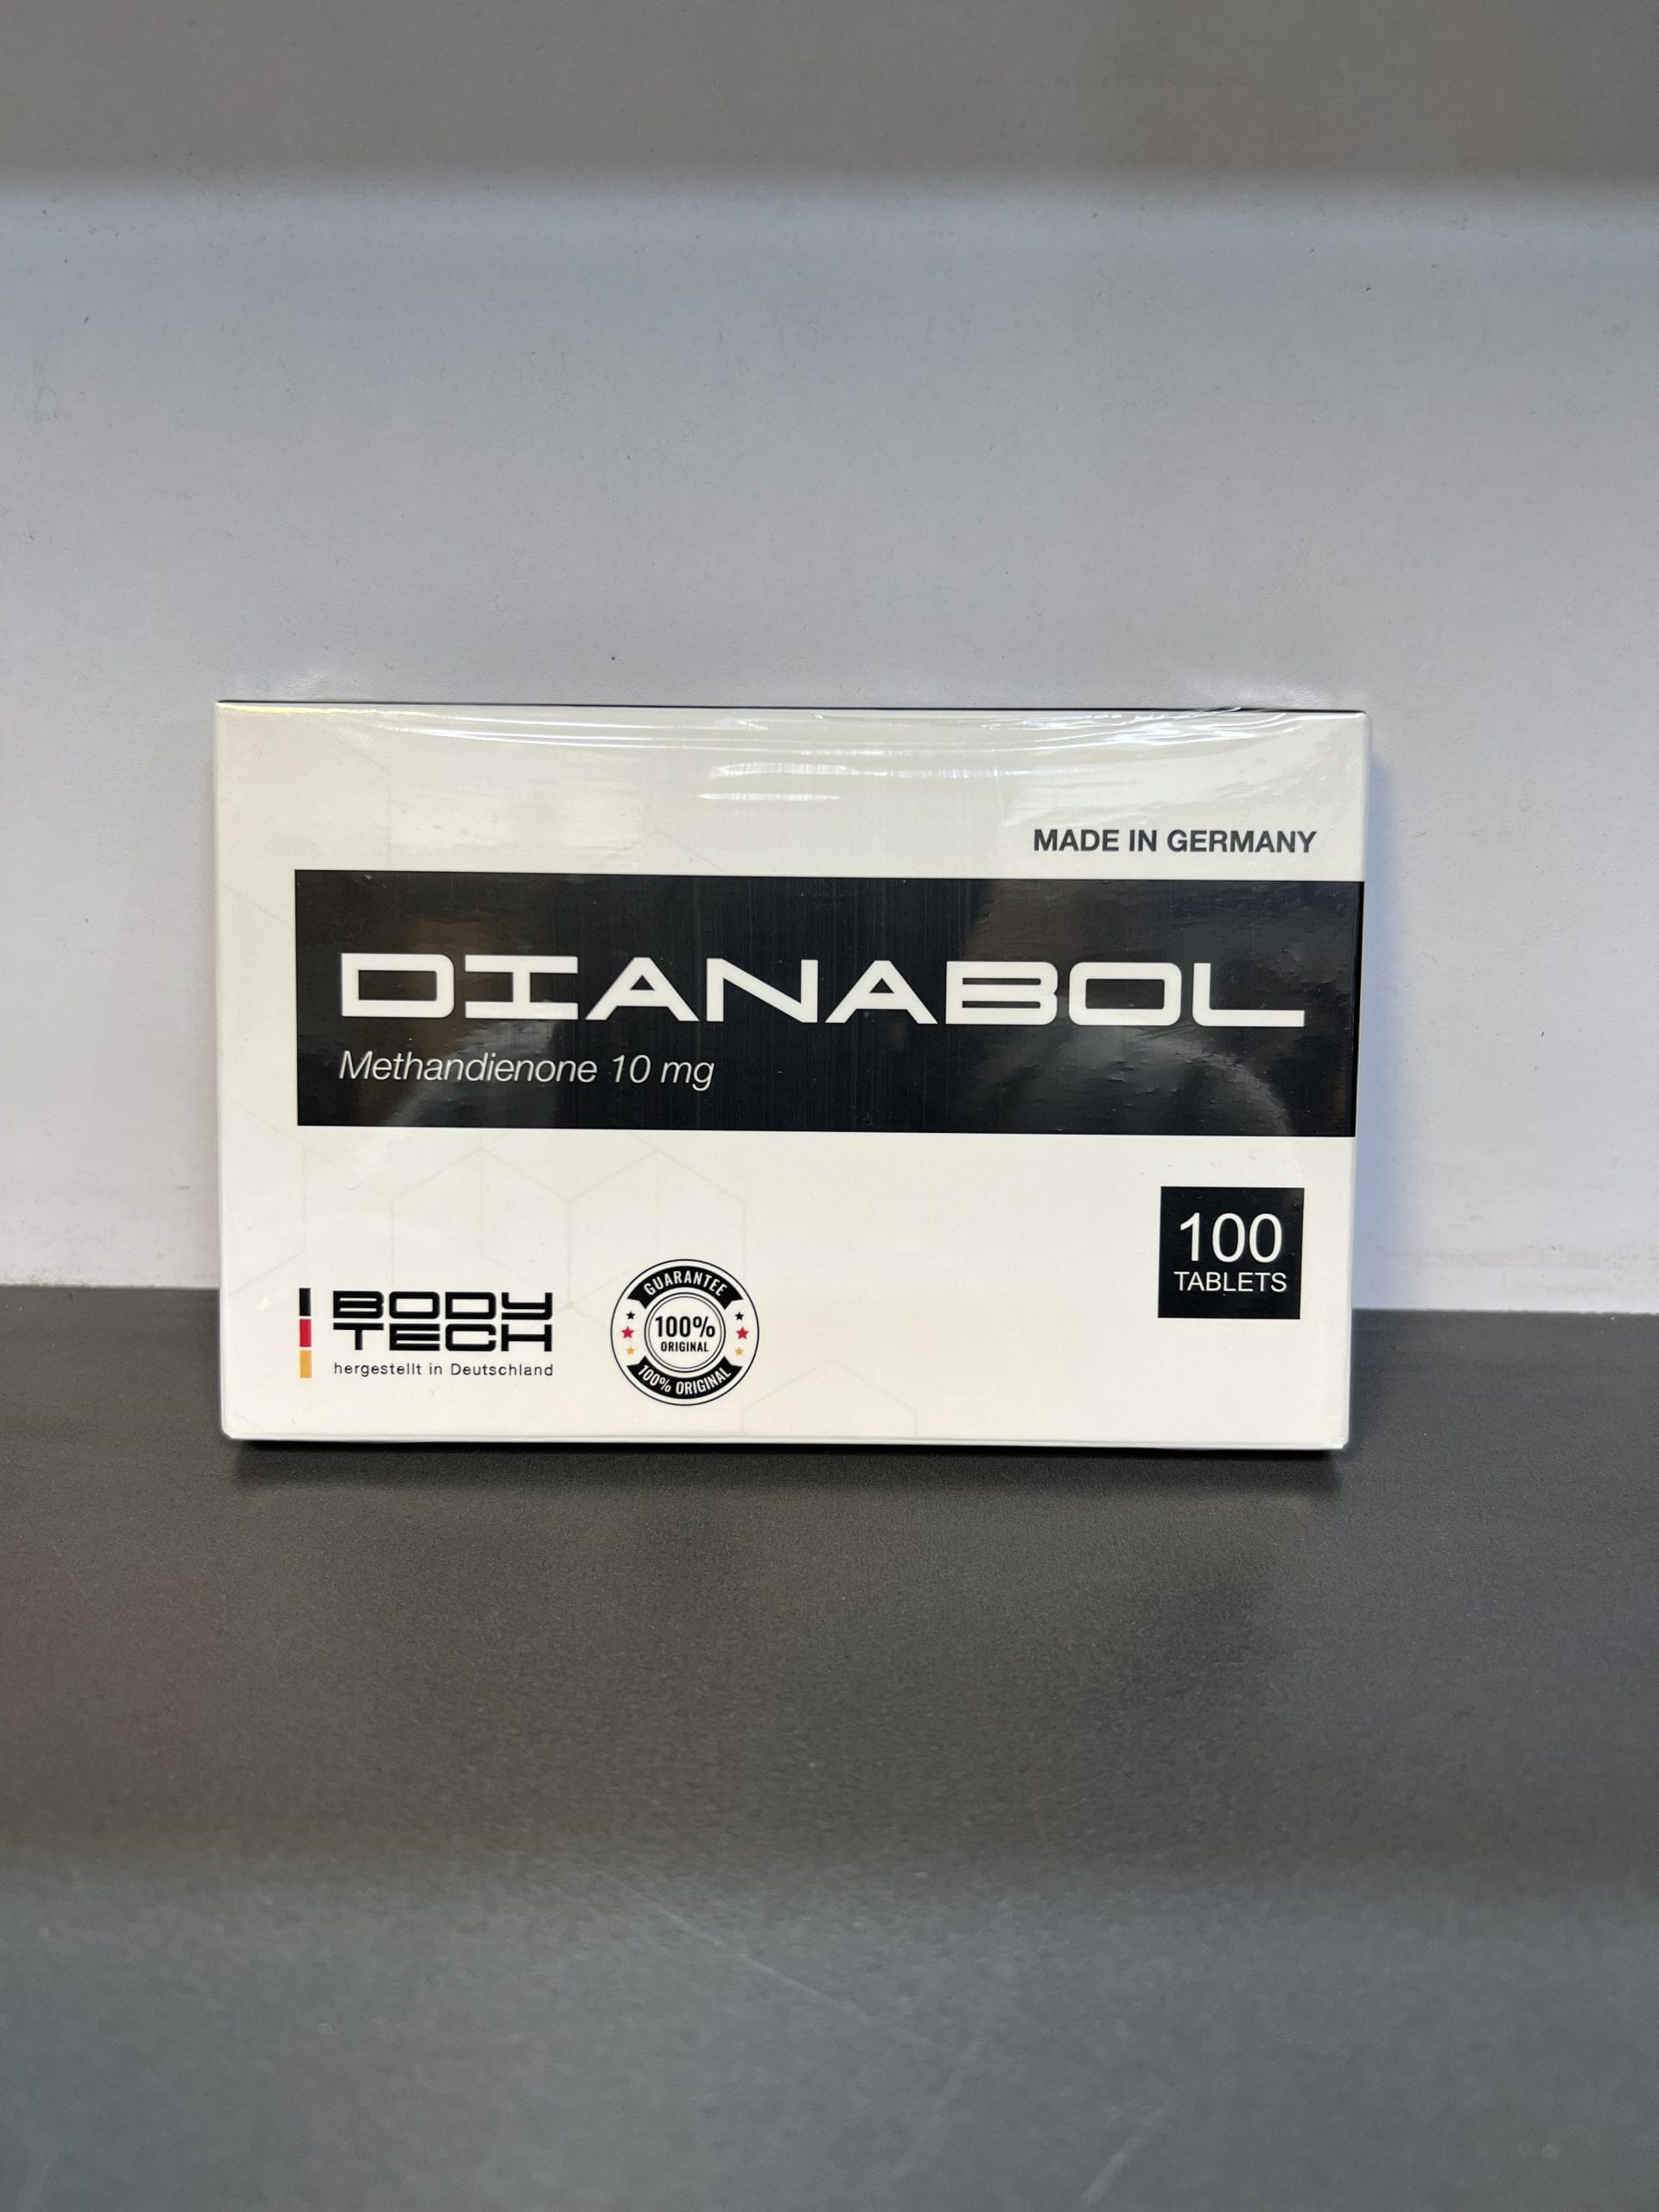 MADE IN GERMANY
DIANABOL
Methandienone 10 mg
100
TABLETS
BODY
TECH
hergestellt in Deutschland
GUARANTEE
100%
ORIGINAL
100% ORIGINAL